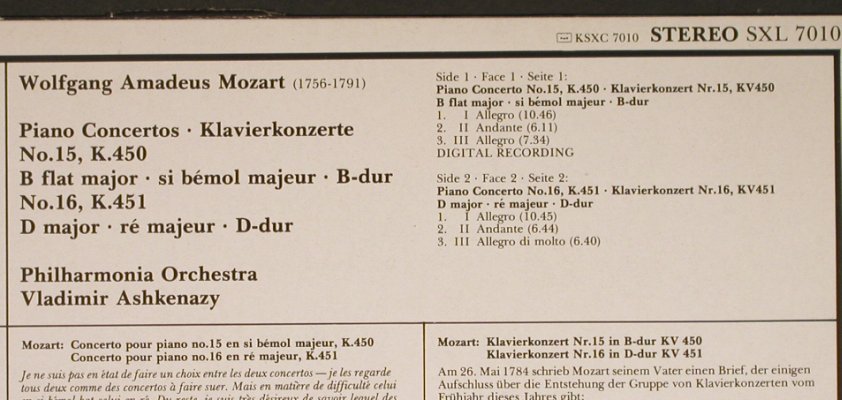 KSXC 7010 STEREO SXL 7010
Wolfgang Amadeus Mozart (1756-1791)
Piano Concertos · Klavierkonzerte
No.15, K.450
B flat major · si bémol majeur · B-dur
No.16, K.451
D major · ré majeur · D-dur
Philharmonia Orchestra
Vladimir Ashkenazy
Side 1 · Face 1 · Seite 1:
Piano Concerto No.15, K.450 · Klavierkonzert Nr.15, KV450
B flat major · si bémol majeur · B-dur
1. I Allegro (10.46)
2. II Andante (6.11)
3. III Allegro (7.34)
DIGITAL RECORDING
Side 2 · Face 2 · Seite 2:
Piano Concerto No.16, K.451 · Klavierkonzert Nr.16, KV451
D major · ré majeur · D-dur
1. I Allegro (10.45)
2. II Andante (6.44)
3. III Allegro di molto (6.40)
Mozart: Concerto pour piano no.15 en si bémol majeur, K.450
Concerto pour piano no.16 en ré majeur, K.451
Je ne suis pas en état de faire un choix entre les deux concertos — je les regarde
tous deux comme des concertos à faire suer. Mais en matière de difficulté celui
Mozart: Klavierkonzert Nr.15 in B-dur KV 450
Klavierkonzert Nr.16 in D-dur KV 451
Am 26. Mai 1784 schrieb Mozart seinem Vater einen Brief, der einigen
Aufschluss über die Entstehung der Gruppe von Klavierkonzerten vom
Frühjahr dieses Jahres gibt: